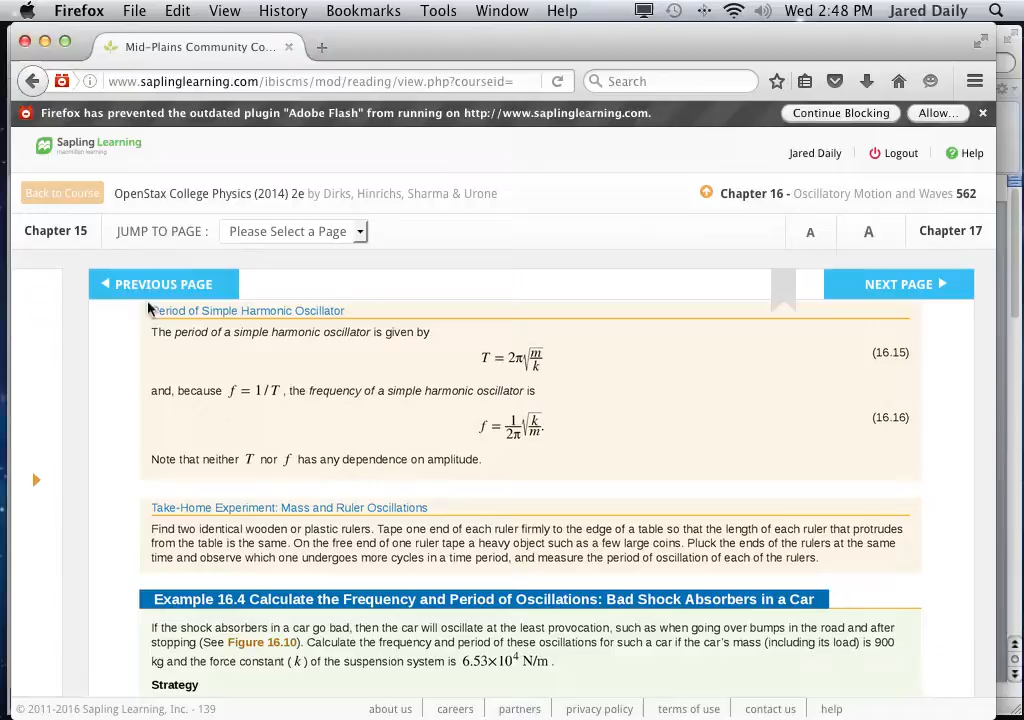 Firefox File Edit View History Bookmarks Tools Window Help Wed 2:48 PM Jared Daily
Mid-Plains Community Co...
www.saplinglearning.com/ibiscms/mod/reading/view.php?courseid= Search
Firefox has prevented the outdated plugin "Adobe Flash" from running on http://www.saplinglearning.com. Continue Blocking Allow...
Sapling Learning
macmillan learning
Jared Daily Logout Help
Back to Course OpenStax College Physics (2014) 2e by Dirks, Hinrichs, Sharma & Urone Chapter 16 - Oscillatory Motion and Waves 562
Chapter 15 JUMP TO PAGE : Please Select a Page A A Chapter 17
PREVIOUS PAGE NEXT PAGE
Period of Simple Harmonic Oscillator
The period of a simple harmonic oscillator is given by
T = 2π√(m/k) (16.15)
and, because f = 1/T, the frequency of a simple harmonic oscillator is
f = 1/2π √(k/m). (16.16)
Note that neither T nor f has any dependence on amplitude.
Take-Home Experiment: Mass and Ruler Oscillations
Find two identical wooden or plastic rulers. Tape one end of each ruler firmly to the edge of a table so that the length of each ruler that protrudes
from the table is the same. On the free end of one ruler tape a heavy object such as a few large coins. Pluck the ends of the rulers at the same
time and observe which one undergoes more cycles in a time period, and measure the period of oscillation of each of the rulers.
Example 16.4 Calculate the Frequency and Period of Oscillations: Bad Shock Absorbers in a Car
If the shock absorbers in a car go bad, then the car will oscillate at the least provocation, such as when going over bumps in the road and after
stopping (See Figure 16.10). Calculate the frequency and period of these oscillations for such a car if the car's mass (including its load) is 900
kg and the force constant ( k ) of the suspension system is 6.53×10⁴ N/m .
Strategy
© 2011-2016 Sapling Learning, Inc. - 139 about us careers partners privacy policy terms of use contact us help